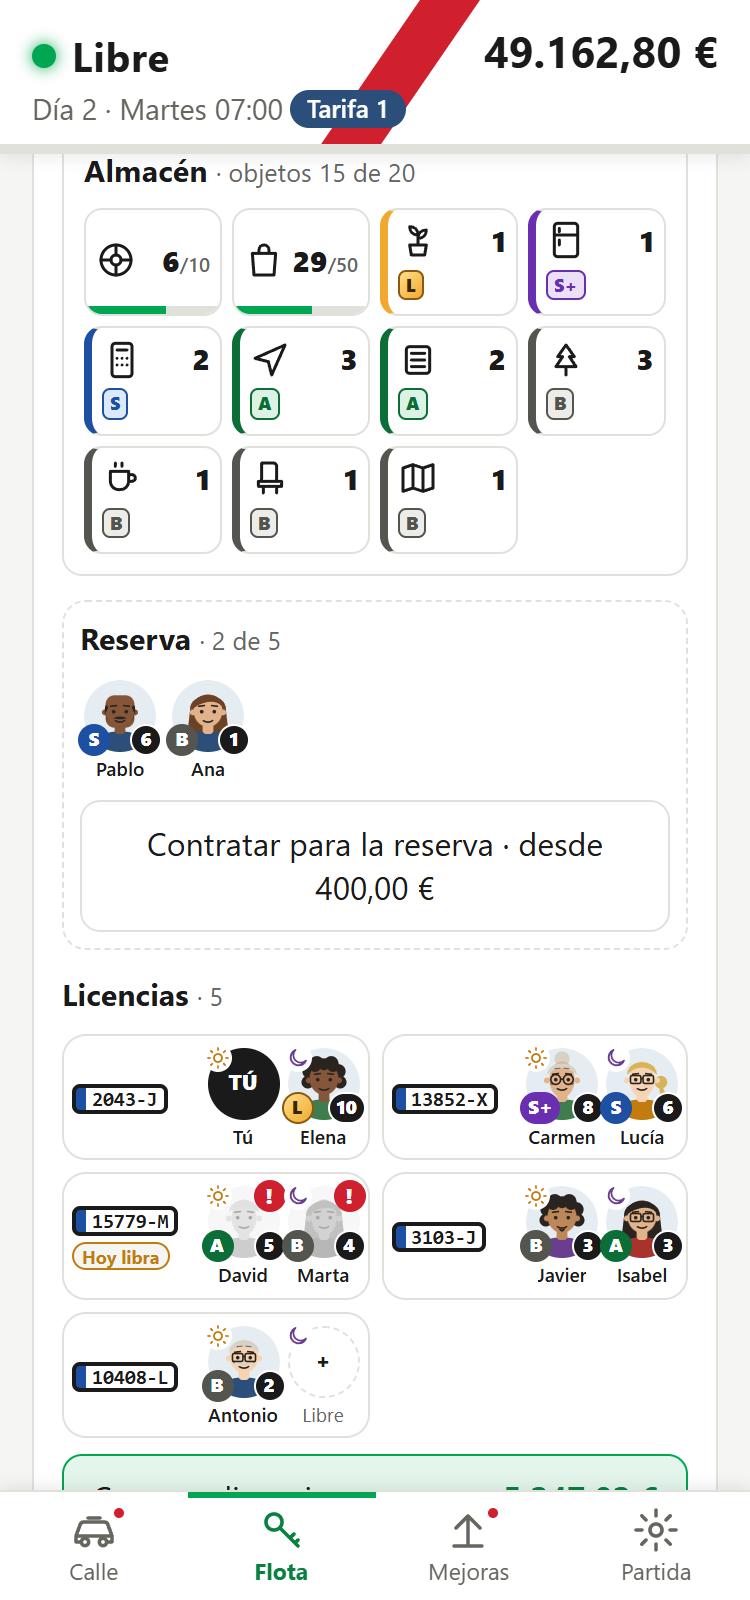 Libre
49.162,80 €
Día 2 · Martes 07:00 Tarifa 1
Almacén · objetos 15 de 20
6/10 29/50 1 1
L S+
2 3 2 3
S A A B
1 1 1
B B B
Reserva · 2 de 5
S 6 B 1
Pablo Ana
Contratar para la reserva · desde
400,00 €
Licencias · 5
2043-J TÚ L 10
Tú Elena
13852-X S+ 8 S 6
Carmen Lucía
15779-M ! !
Hoy libra A 5 B 4
David Marta
3103-J B 3 A 3
Javier Isabel
10408-L B 2 +
Antonio Libre
Calle Flota Mejoras Partida